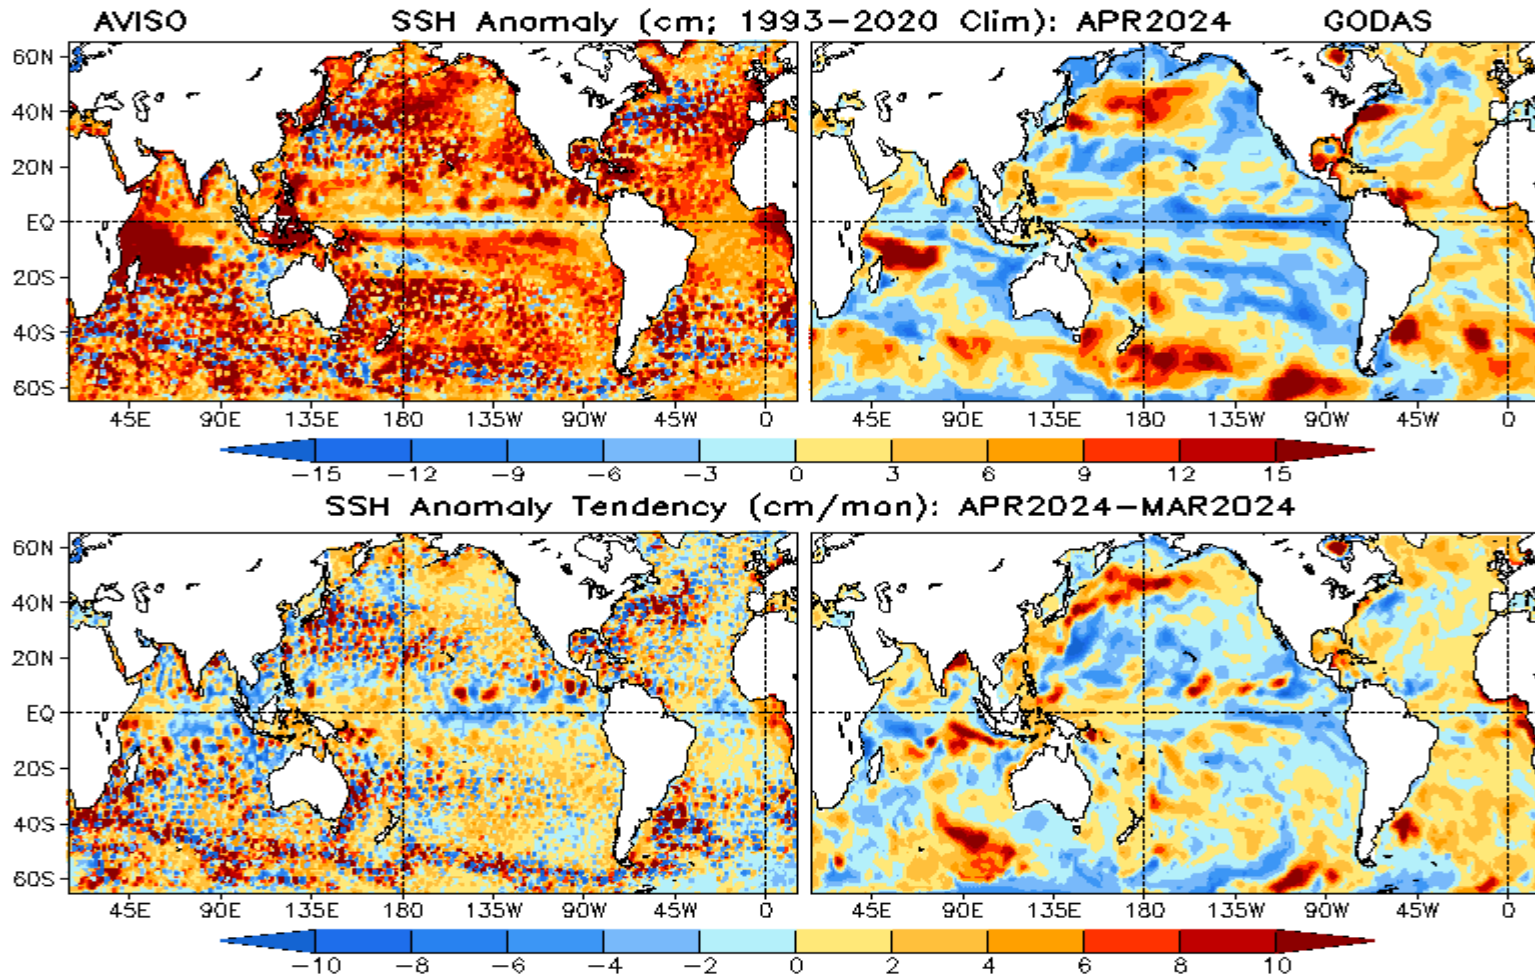 AVISO SSH Anomaly (cm; 1993-2020 Clim): APR2024 GODAS
60N
40N
20N
EQ
20S
40S
60S
45E 90E 135E 180 135W 90W 45W 0 45E 90E 135E 180 135W 90W 45W 0
-15 -12 -9 -6 -3 0 3 6 9 12 15
SSH Anomaly Tendency (cm/mon): APR2024-MAR2024
60N
40N
20N
EQ
20S
40S
60S
45E 90E 135E 180 135W 90W 45W 0 45E 90E 135E 180 135W 90W 45W 0
-10 -8 -6 -4 -2 0 2 4 6 8 10